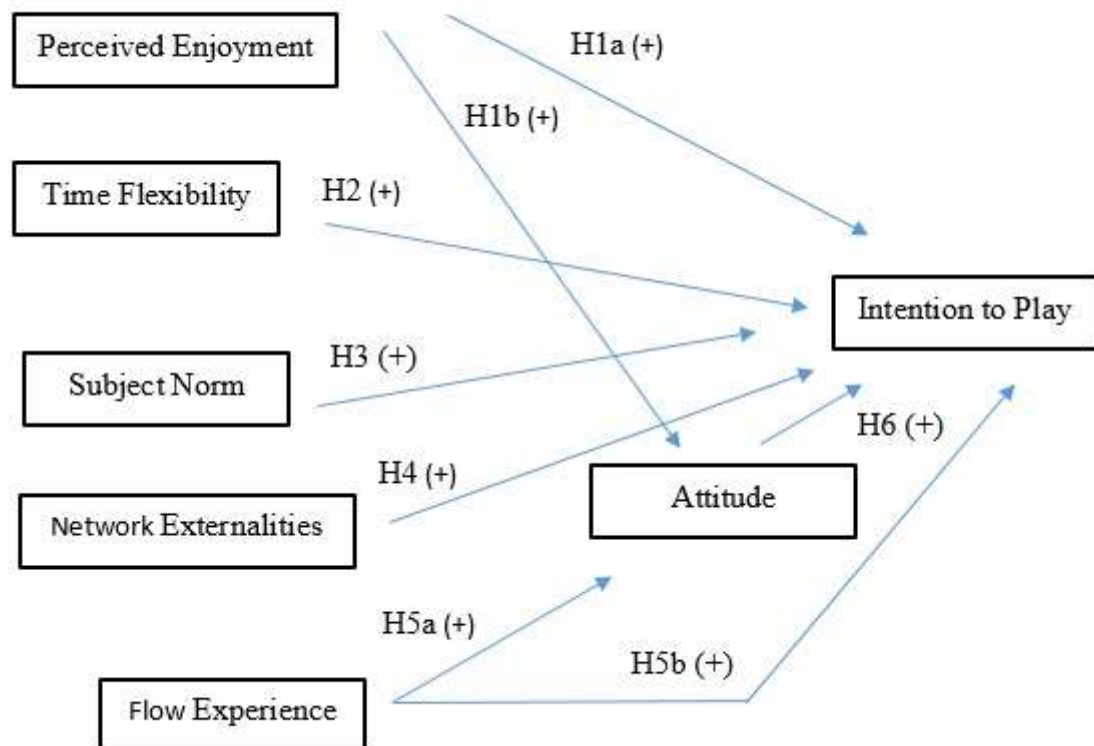 Perceived Enjoyment
H1a (+)
H1b (+)
Time Flexibility
H2 (+)
Intention to Play
Subject Norm
H3 (+)
H6 (+)
H4 (+)
Attitude
Network Externalities
H5a (+)
H5b (+)
Flow Experience